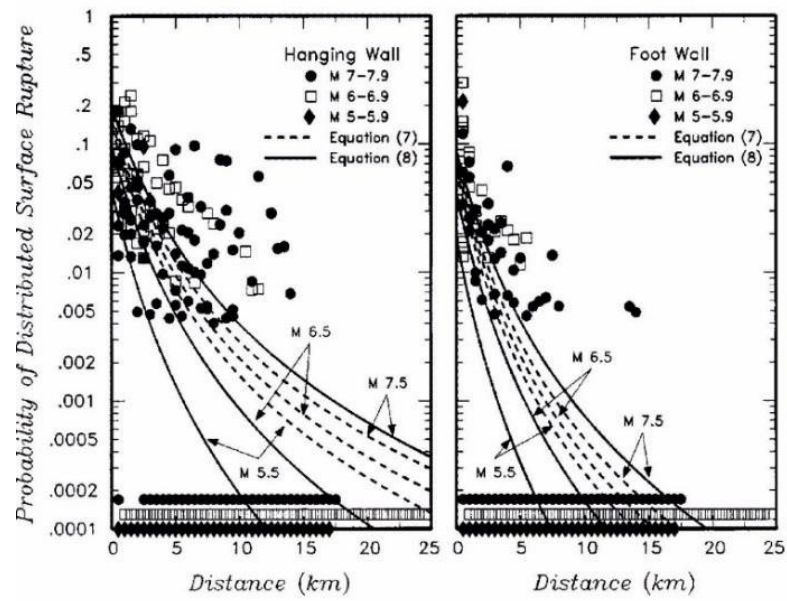 Probability of Distributed Surface Rupture
1
.5
.2
.1
.05
.02
.01
.005
.002
.001
.0005
.0002
.0001
Hanging Wall
M 7-7.9
M 6-6.9
M 5-5.9
Equation (7)
Equation (8)
M 6.5
M 7.5
M 5.5
0 5 10 15 20 25
Distance (km)
Foot Wall
M 7-7.9
M 6-6.9
M 5-5.9
Equation (7)
Equation (8)
M 6.5
M 7.5
M 5.5
0 5 10 15 20 25
Distance (km)